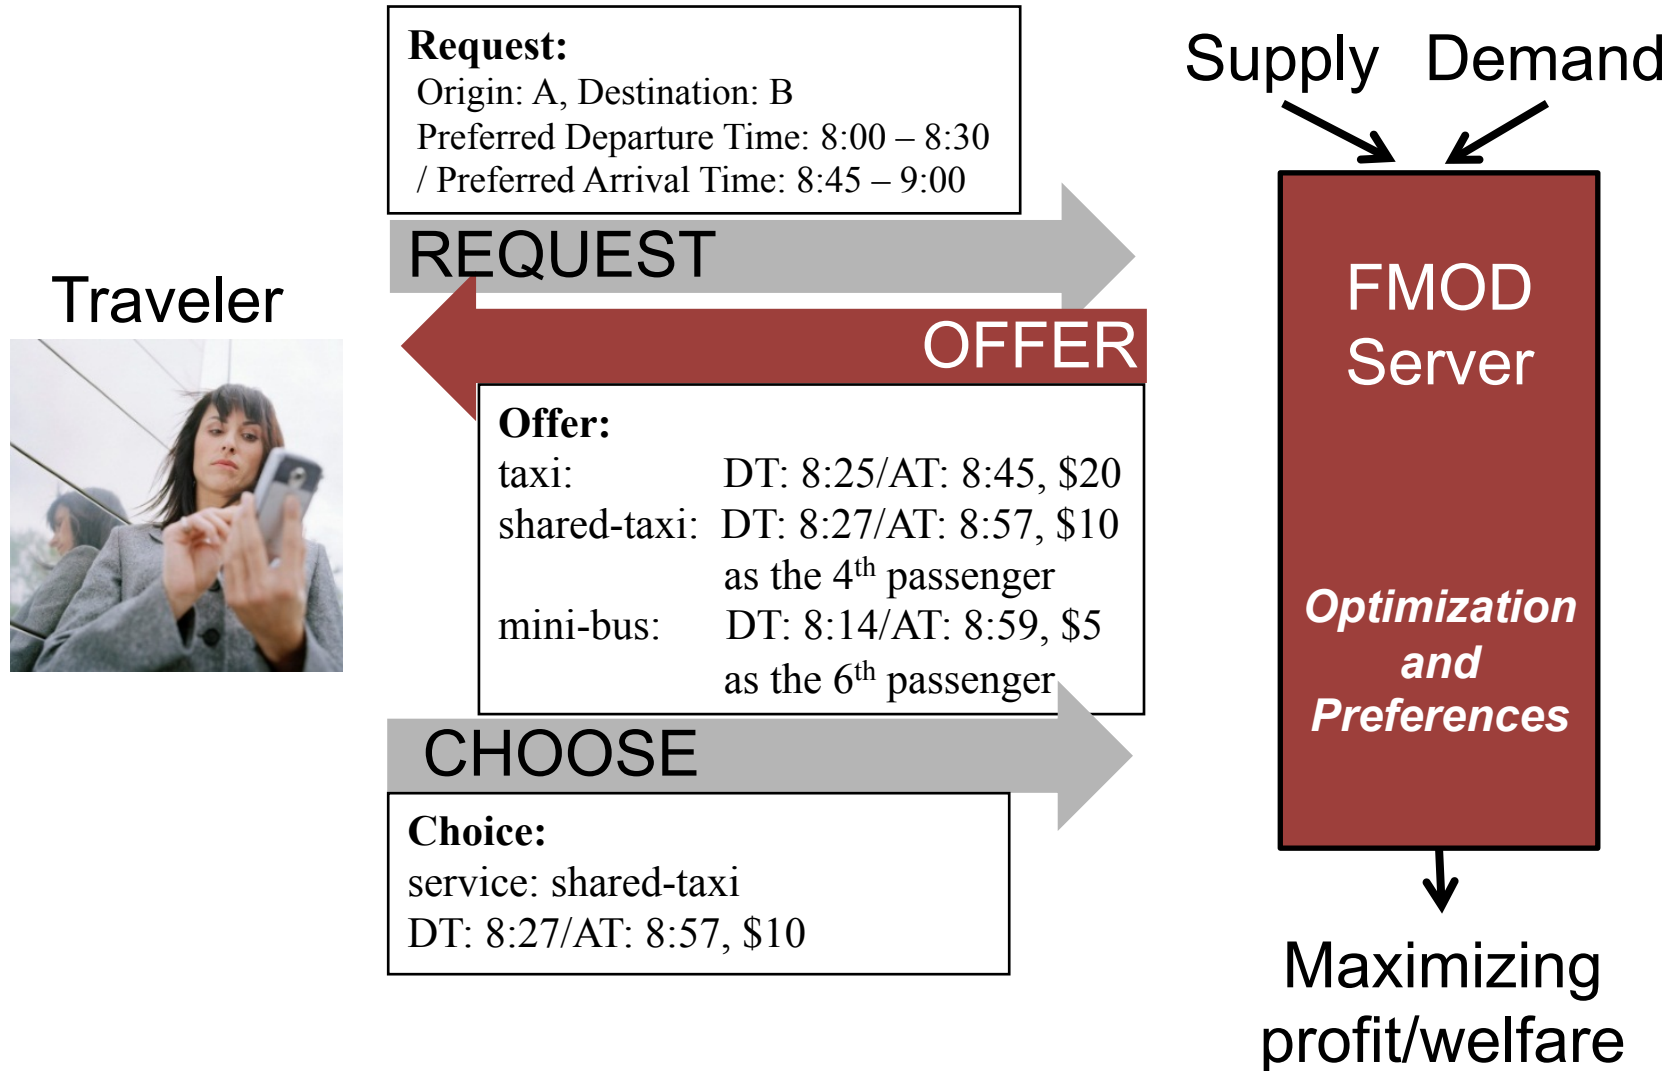 Request:
Origin: A, Destination: B
Preferred Departure Time: 8:00 – 8:30
/ Preferred Arrival Time: 8:45 – 9:00
REQUEST
Traveler
OFFER
Offer:
taxi: DT: 8:25/AT: 8:45, $20
shared-taxi: DT: 8:27/AT: 8:57, $10
as the 4th passenger
mini-bus: DT: 8:14/AT: 8:59, $5
as the 6th passenger
CHOOSE
Choice:
service: shared-taxi
DT: 8:27/AT: 8:57, $10
Supply Demand
FMOD
Server
Optimization
and
Preferences
Maximizing
profit/welfare